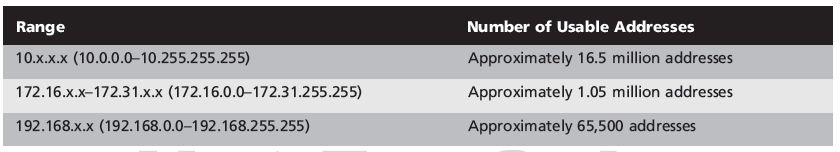 Range Number of Usable Addresses
10.x.x.x (10.0.0.0–10.255.255.255) Approximately 16.5 million addresses
172.16.x.x–172.31.x.x (172.16.0.0–172.31.255.255) Approximately 1.05 million addresses
192.168.x.x (192.168.0.0–192.168.255.255) Approximately 65,500 addresses